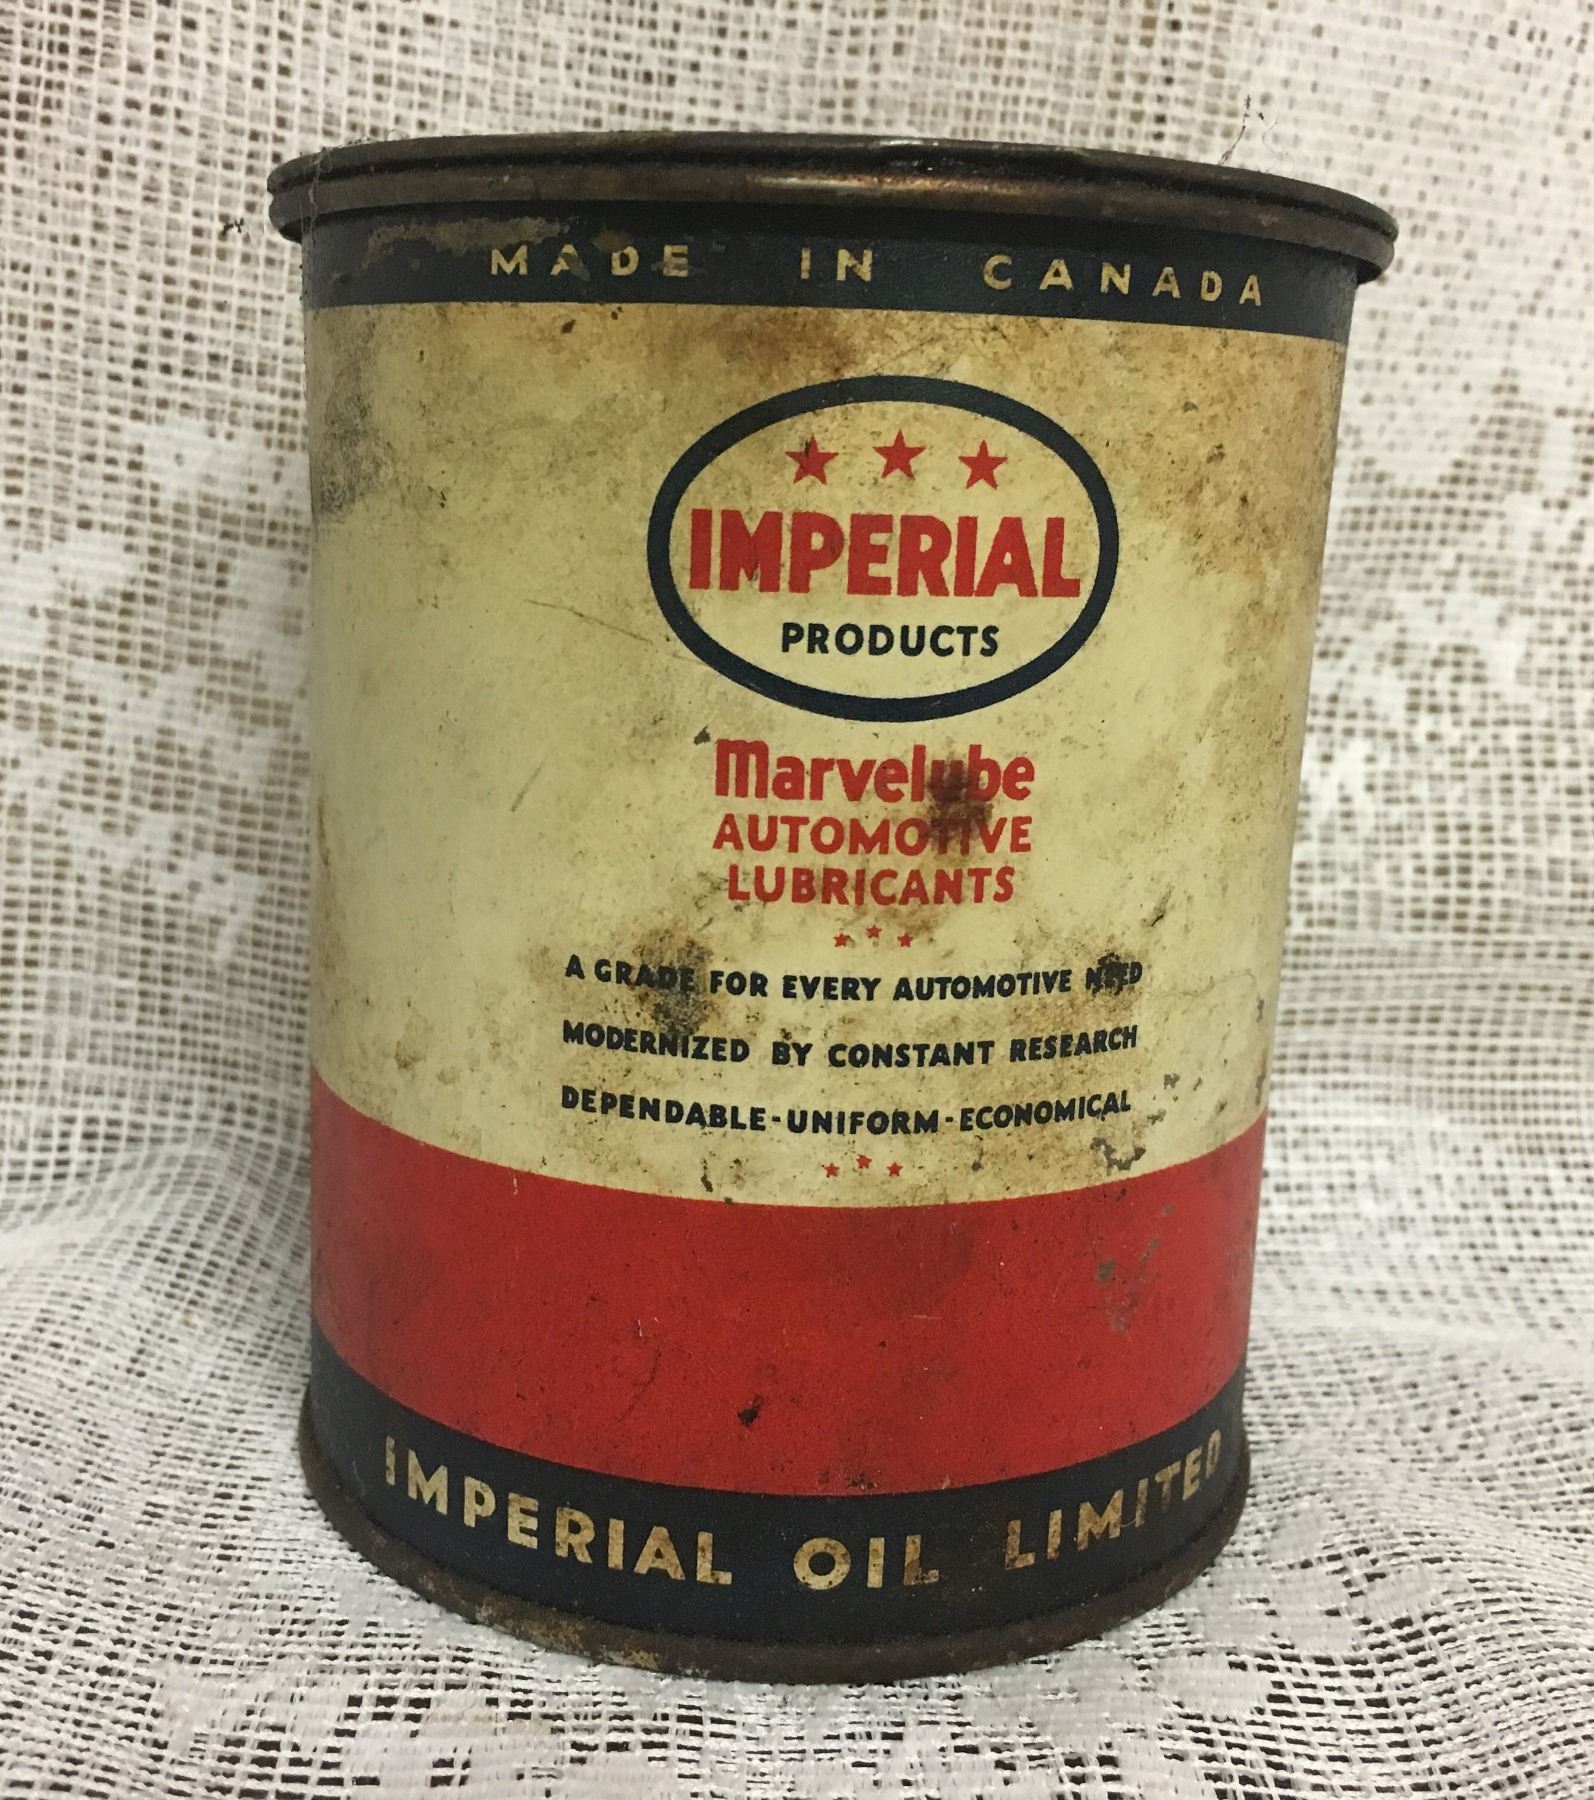 MADE IN CANADA
IMPERIAL
PRODUCTS
Marvelube
AUTOMOTIVE
LUBRICANTS
A GRADE FOR EVERY AUTOMOTIVE NEED
MODERNIZED BY CONSTANT RESEARCH
DEPENDABLE-UNIFORM-ECONOMICAL
IMPERIAL OIL LIMITED